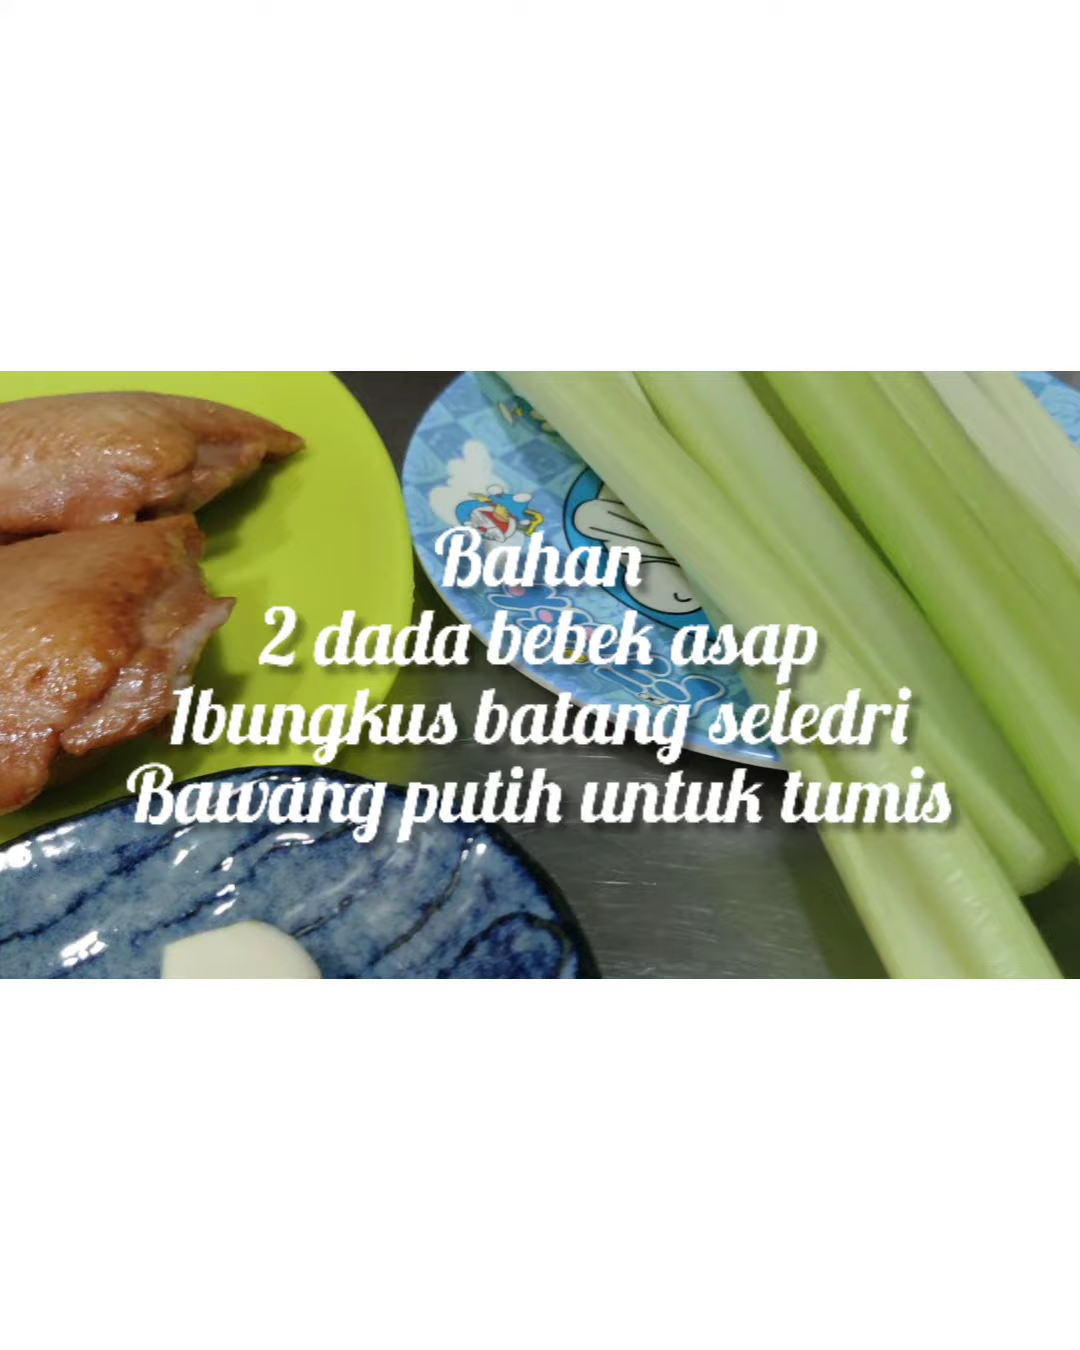 Bahan
2 dada bebek asap
1bungkus batang seledri
Bawang putih untuk tumis